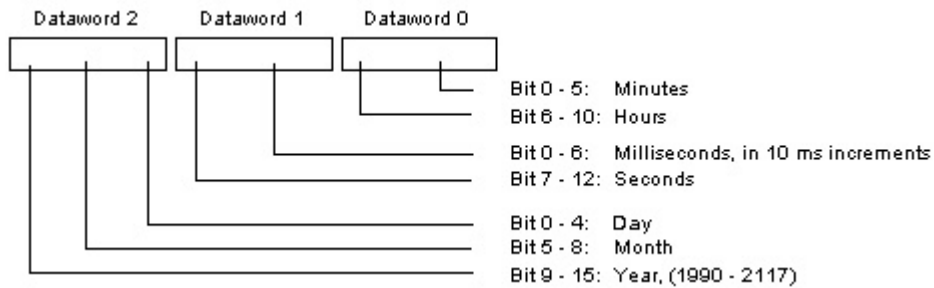 Dataword 2 Dataword 1 Dataword 0
Bit 0 - 5: Minutes
Bit 6 - 10: Hours
Bit 0 - 6: Milliseconds, in 10 ms increments
Bit 7 - 12: Seconds
Bit 0 - 4: Day
Bit 5 - 8: Month
Bit 9 - 15: Year, (1990 - 2117)